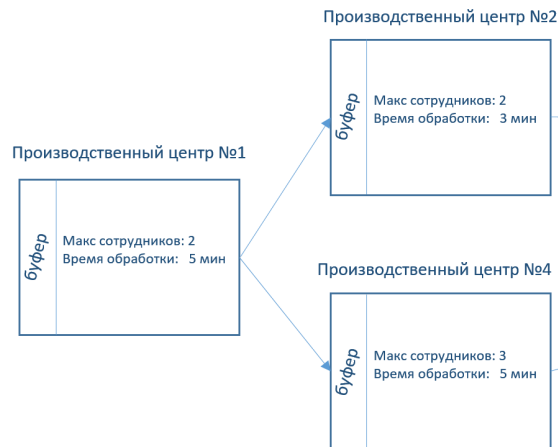 Производственный центр №2
буфер
Макс сотрудников: 2
Время обработки: 3 мин
Производственный центр №1
буфер
Макс сотрудников: 2
Время обработки: 5 мин
Производственный центр №4
буфер
Макс сотрудников: 3
Время обработки: 5 мин